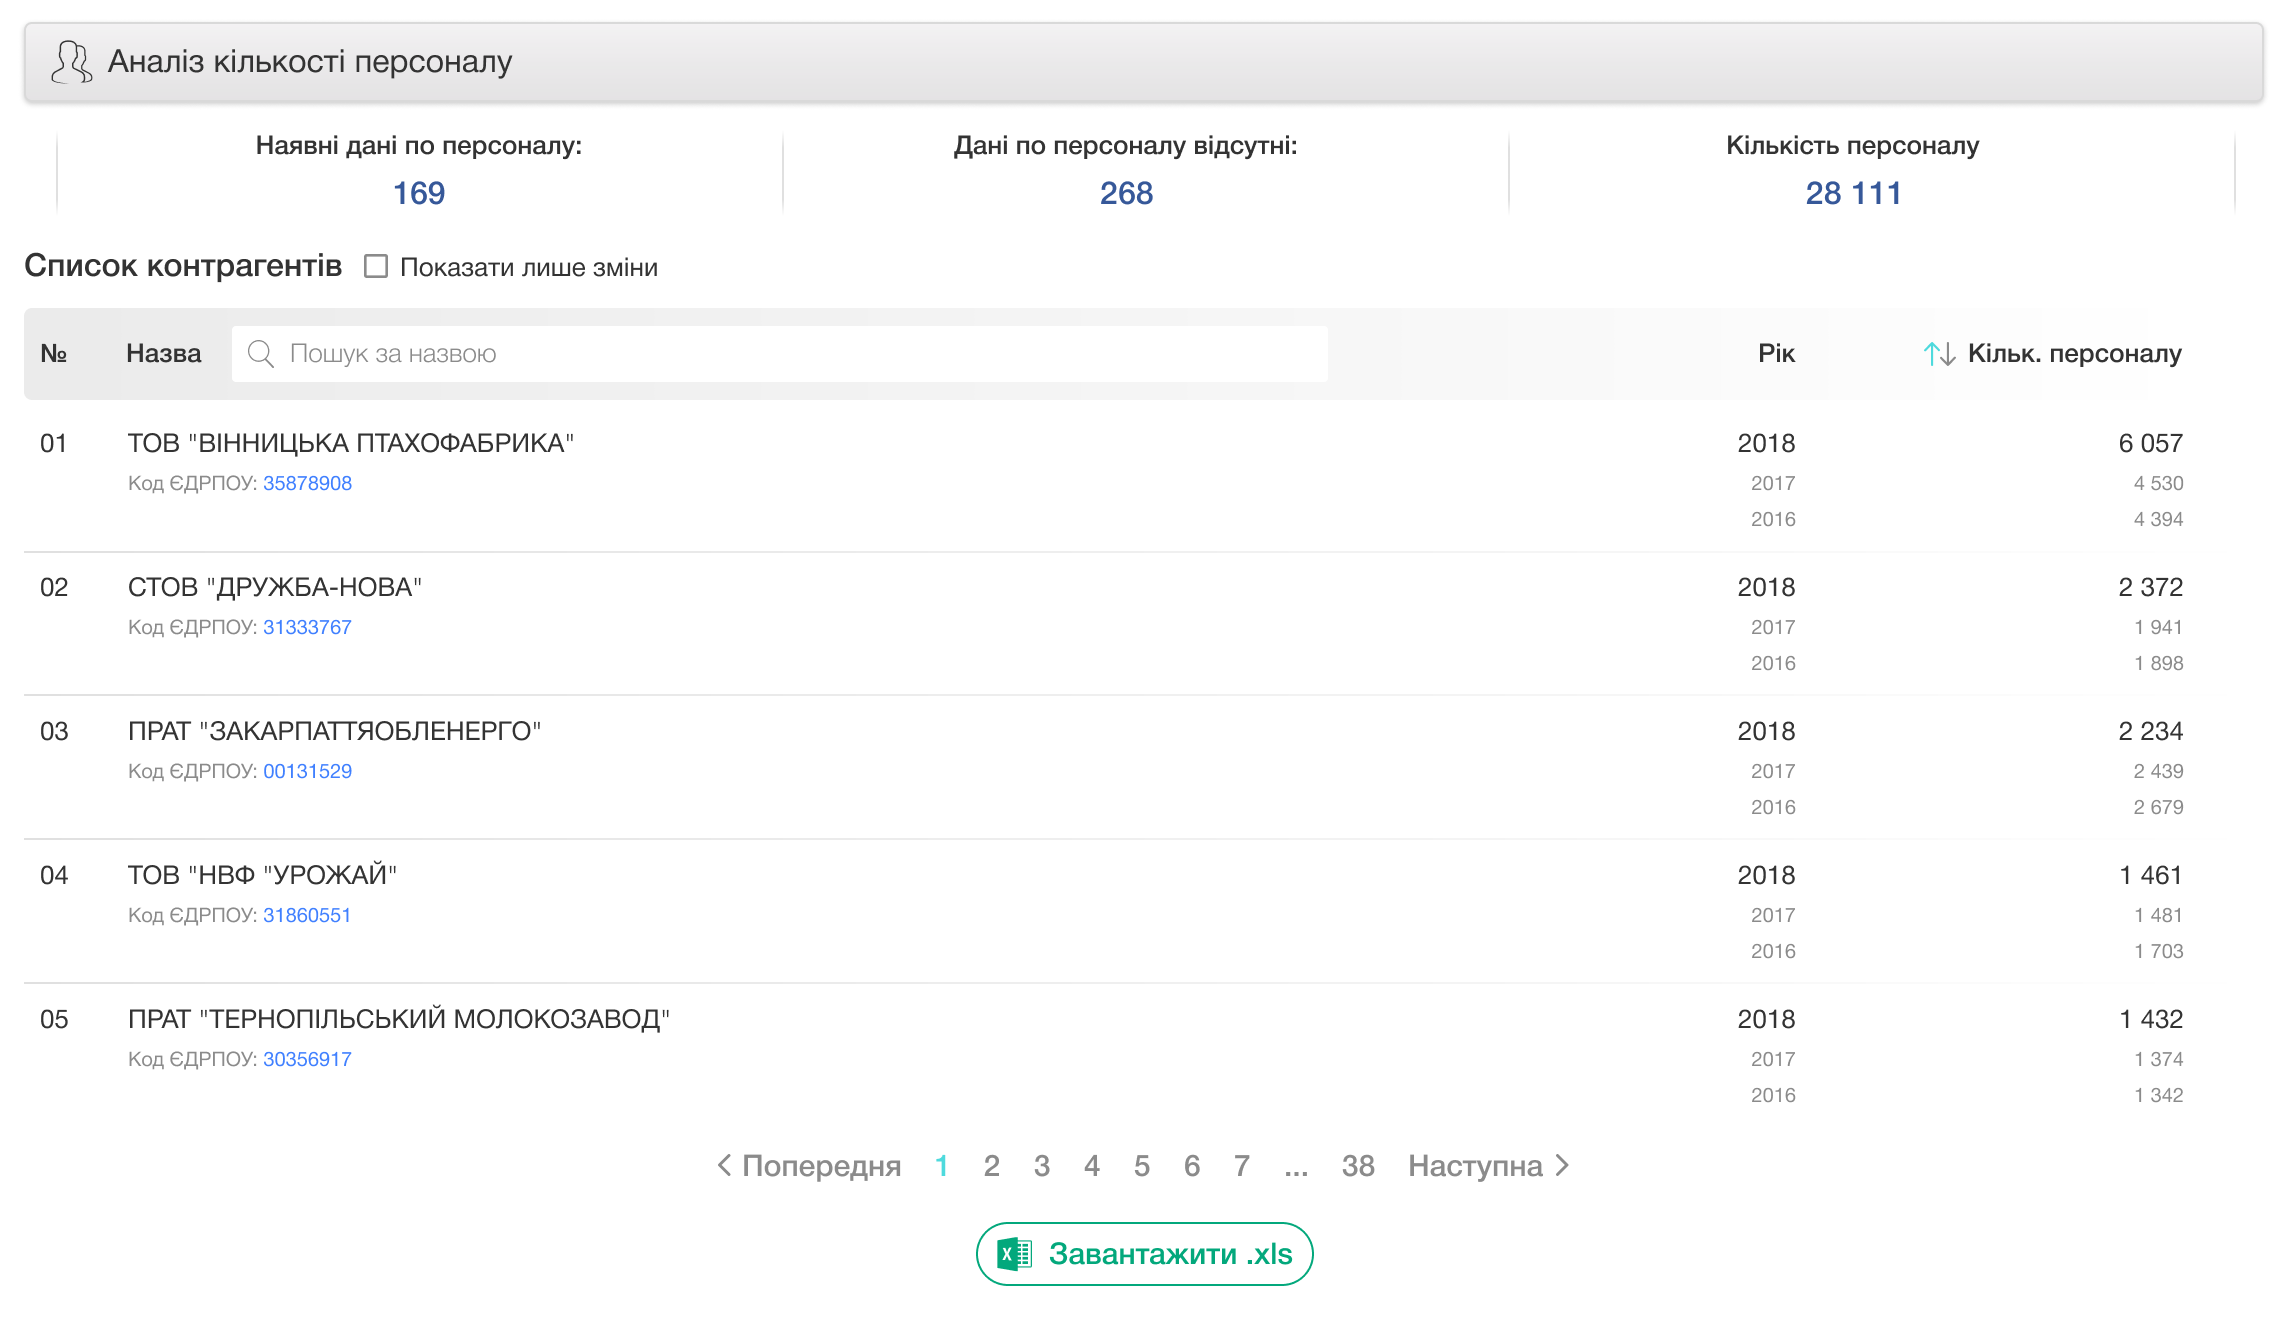 Аналіз кількості персоналу
Наявні дані по персоналу:
169
Дані по персоналу відсутні:
268
Кількість персоналу
28 111
Список контрагентів Показати лише зміни
№ Назва Пошук за назвою Рік Кільк. персоналу
01 ТОВ "ВІННИЦЬКА ПТАХОФАБРИКА" 2018 6 057
Код ЄДРПОУ: 35878908 2017 4 530
2016 4 394
02 СТОВ "ДРУЖБА-НОВА" 2018 2 372
Код ЄДРПОУ: 31333767 2017 1 941
2016 1 898
03 ПРАТ "ЗАКАРПАТТЯОБЛЕНЕРГО" 2018 2 234
Код ЄДРПОУ: 00131529 2017 2 439
2016 2 679
04 ТОВ "НВФ "УРОЖАЙ" 2018 1 461
Код ЄДРПОУ: 31860551 2017 1 481
2016 1 703
05 ПРАТ "ТЕРНОПІЛЬСЬКИЙ МОЛОКОЗАВОД" 2018 1 432
Код ЄДРПОУ: 30356917 2017 1 374
2016 1 342
Попередня 1 2 3 4 5 6 7 ... 38 Наступна
Завантажити .xls